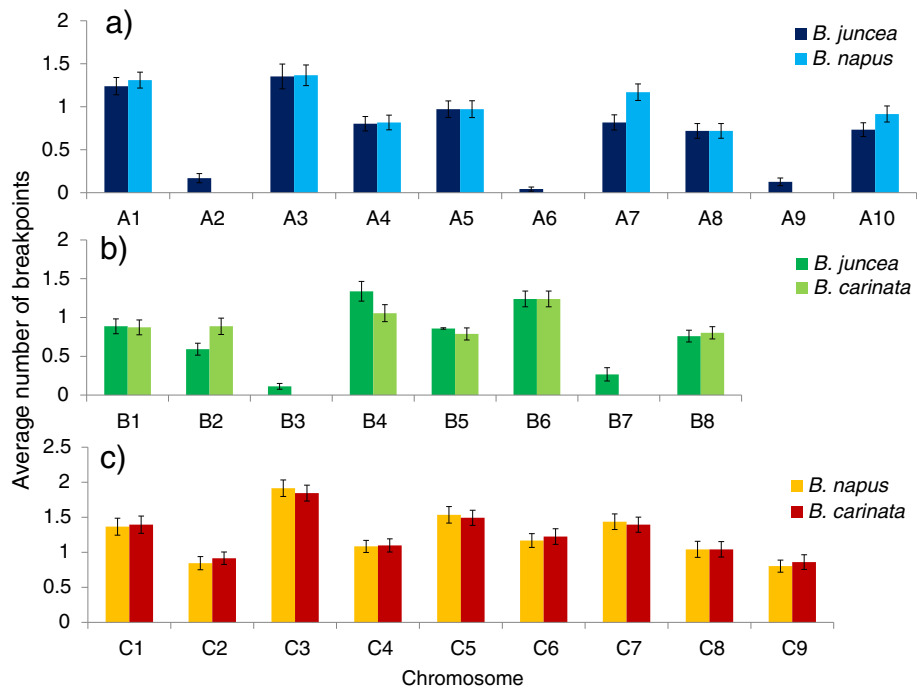 Average number of breakpoints
a)
2
1.5
1
0.5
0
B. juncea
B. napus
A1 A2 A3 A4 A5 A6 A7 A8 A9 A10
b)
2
1.5
1
0.5
0
B. juncea
B. carinata
B1 B2 B3 B4 B5 B6 B7 B8
c)
2.5
2
1.5
1
0.5
0
B. napus
B. carinata
C1 C2 C3 C4 C5 C6 C7 C8 C9
Chromosome